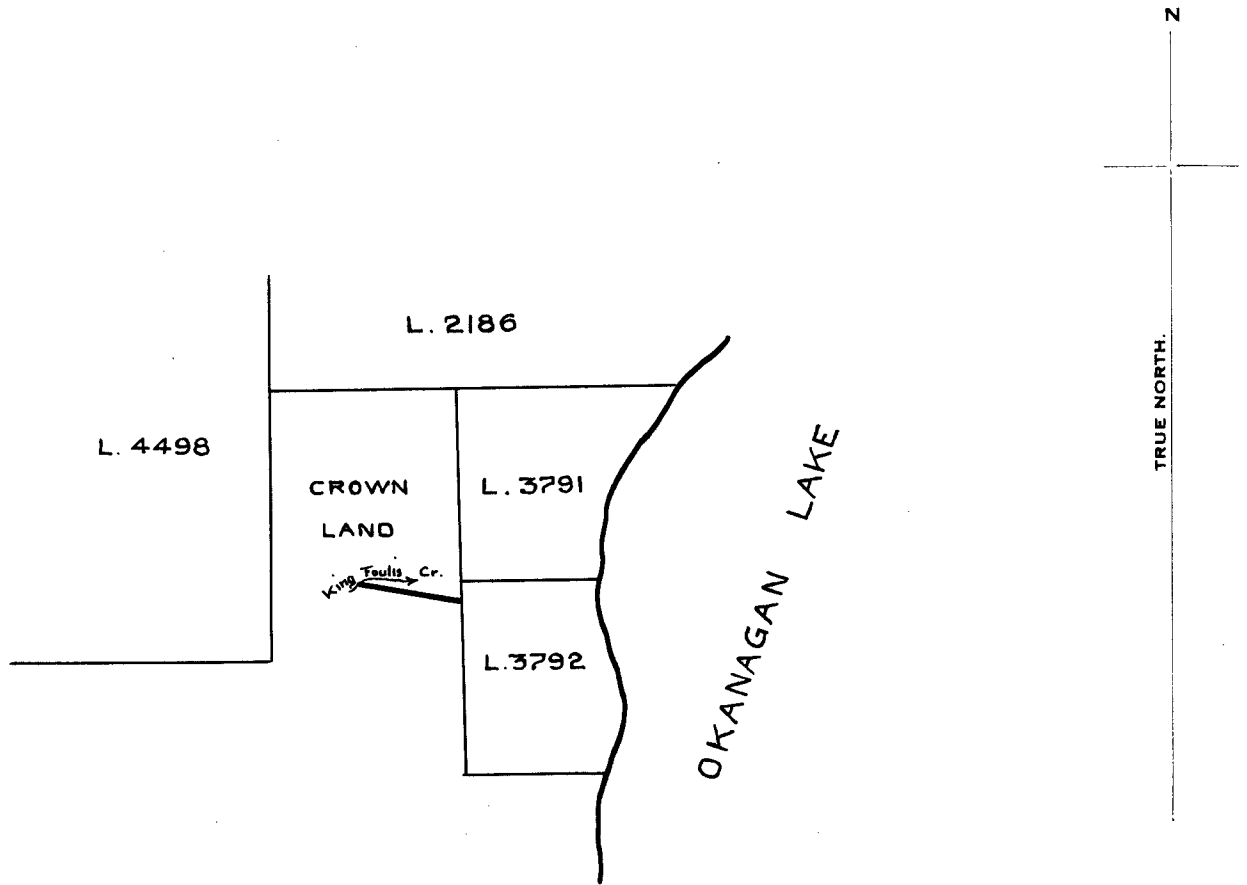 N
TRUE NORTH.
L. 2186
L. 4498
CROWN
LAND
L. 3791
King Foulis Cr.
L. 3792
OKANAGAN LAKE